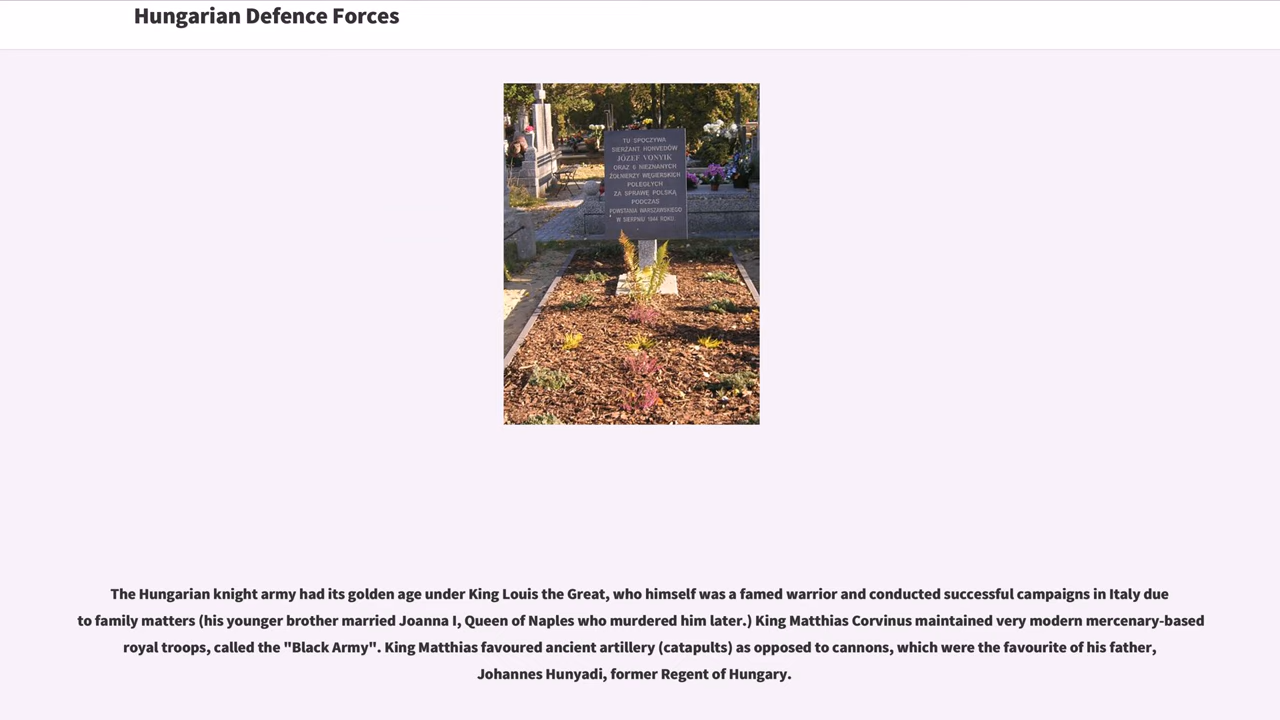 Hungarian Defence Forces
TU SPOCZYWA
SIERŻANT HONVEDÓW
JÓZEF VONYIK
ORAZ 6 NIEZNANYCH
ŻOŁNIERZY WĘGIERSKICH
POLEGŁYCH
ZA SPRAWĘ POLSKĄ
PODCZAS
POWSTANIA WARSZAWSKIEGO
W SIERPNIU 1944 ROKU.
The Hungarian knight army had its golden age under King Louis the Great, who himself was a famed warrior and conducted successful campaigns in Italy due
to family matters (his younger brother married Joanna I, Queen of Naples who murdered him later.) King Matthias Corvinus maintained very modern mercenary-based
royal troops, called the "Black Army". King Matthias favoured ancient artillery (catapults) as opposed to cannons, which were the favourite of his father,
Johannes Hunyadi, former Regent of Hungary.